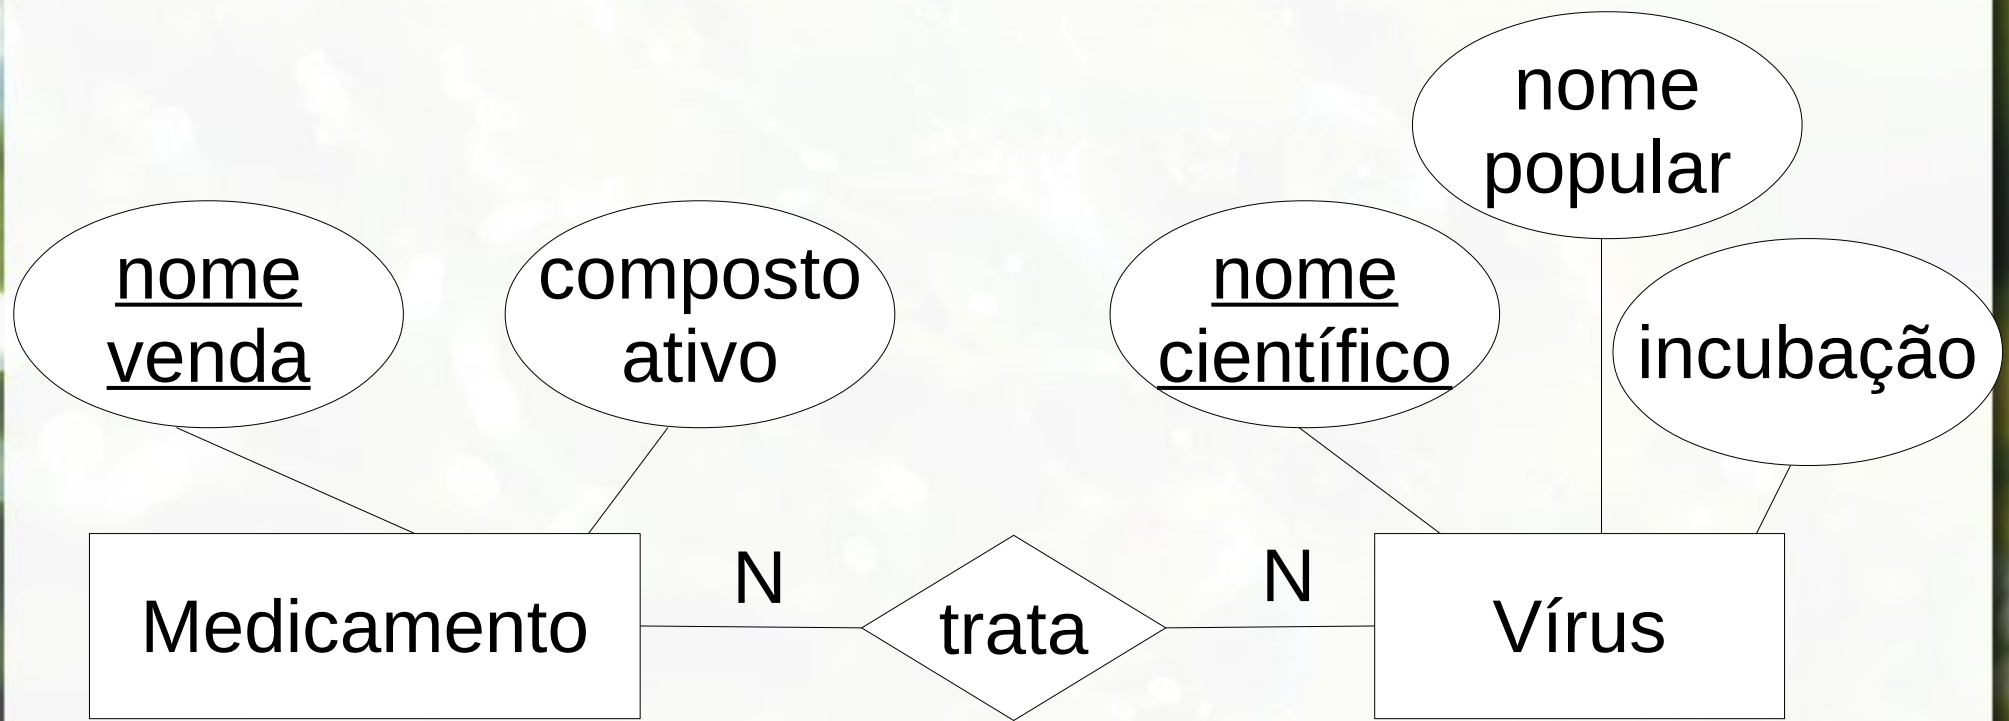 nome
popular
nome
venda
composto
ativo
nome
científico
incubação
N
N
Medicamento
trata
Vírus